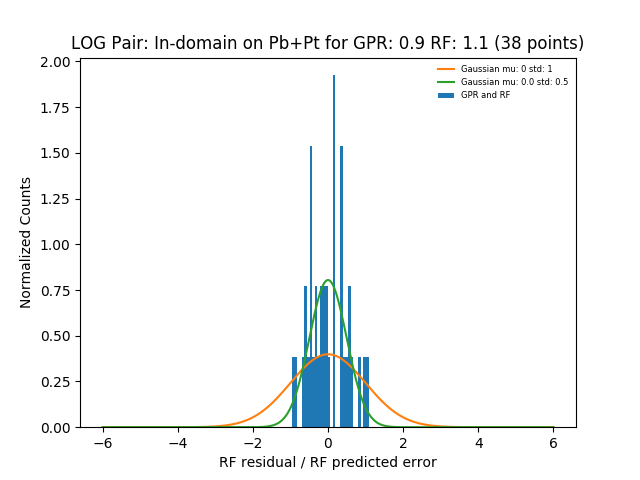 LOG Pair: In-domain on Pb+Pt for GPR: 0.9 RF: 1.1 (38 points)
Gaussian mu: 0 std: 1
Gaussian mu: 0.0 std: 0.5
GPR and RF
Normalized Counts
2.00
1.75
1.50
1.25
1.00
0.75
0.50
0.25
0.00
−6 −4 −2 0 2 4 6
RF residual / RF predicted error